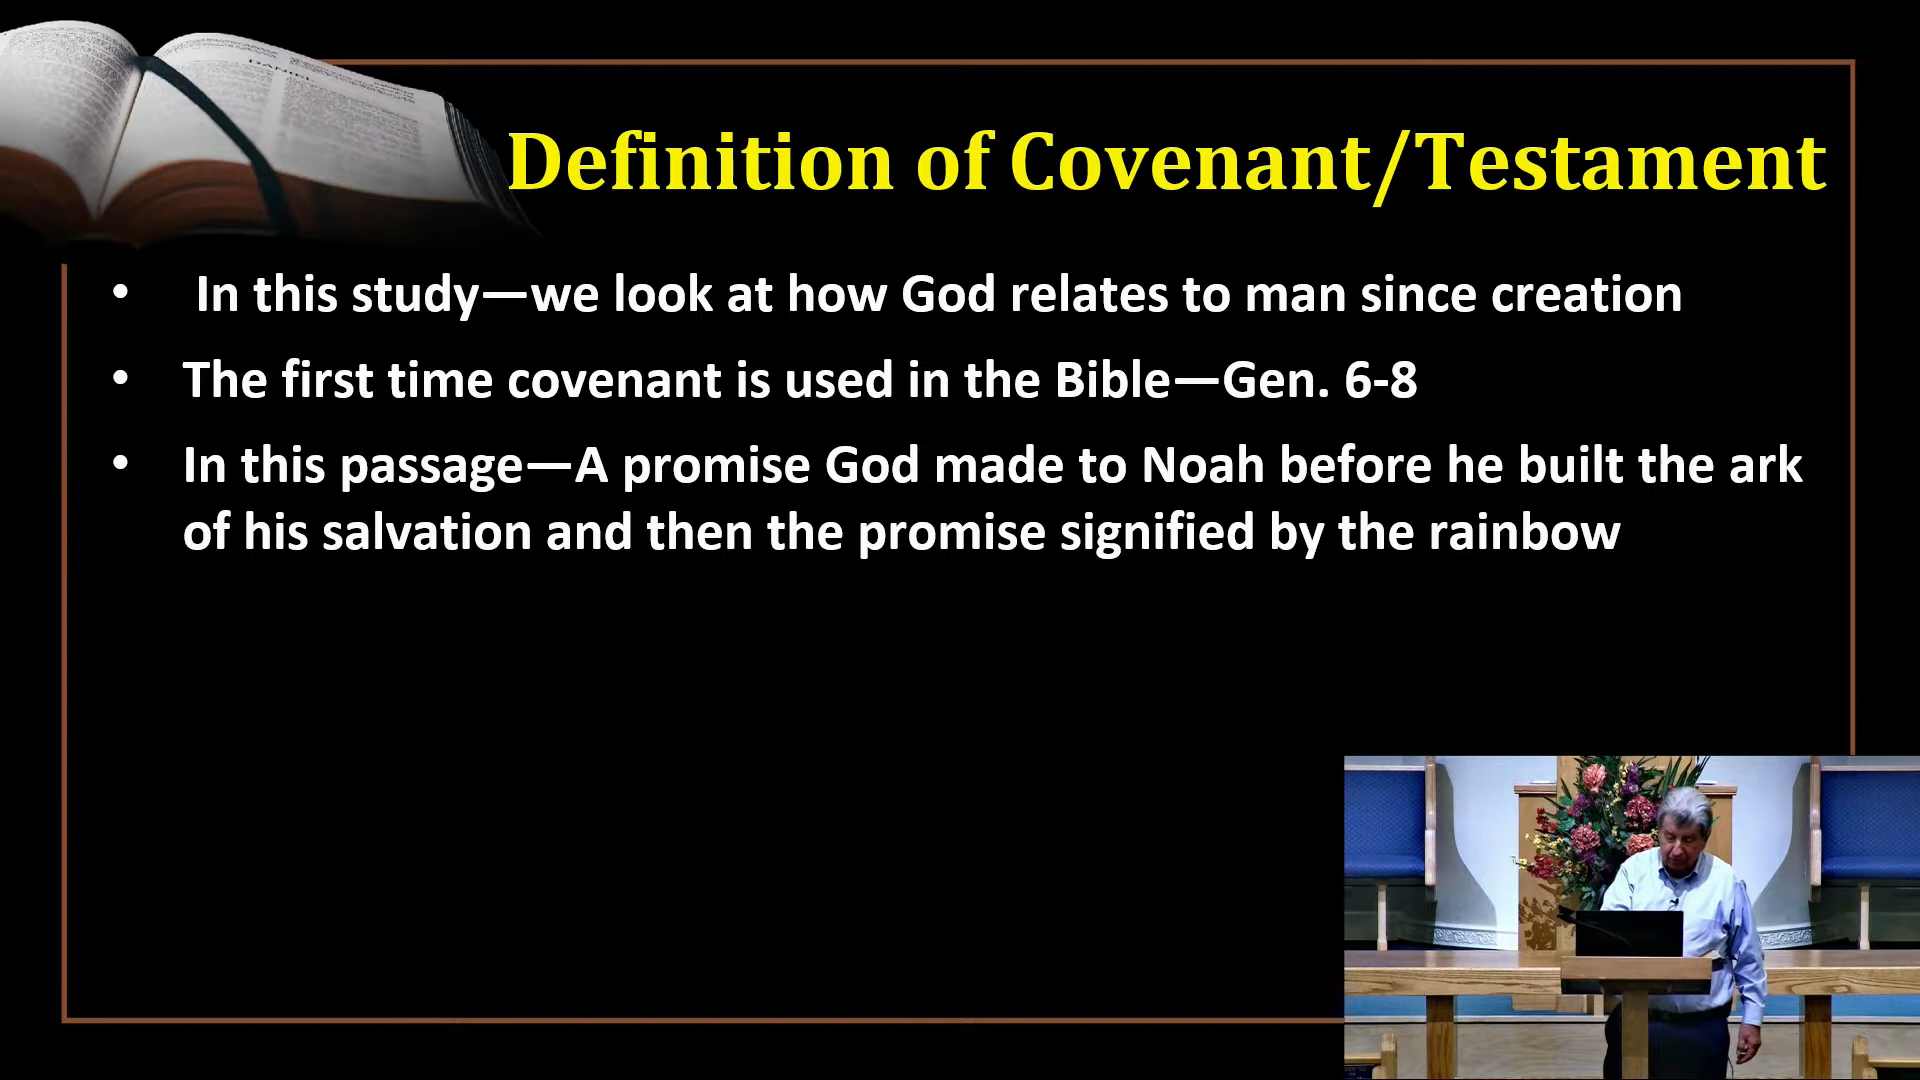 DANIEL
Definition of Covenant/Testament
• In this study—we look at how God relates to man since creation
• The first time covenant is used in the Bible—Gen. 6-8
• In this passage—A promise God made to Noah before he built the ark
of his salvation and then the promise signified by the rainbow